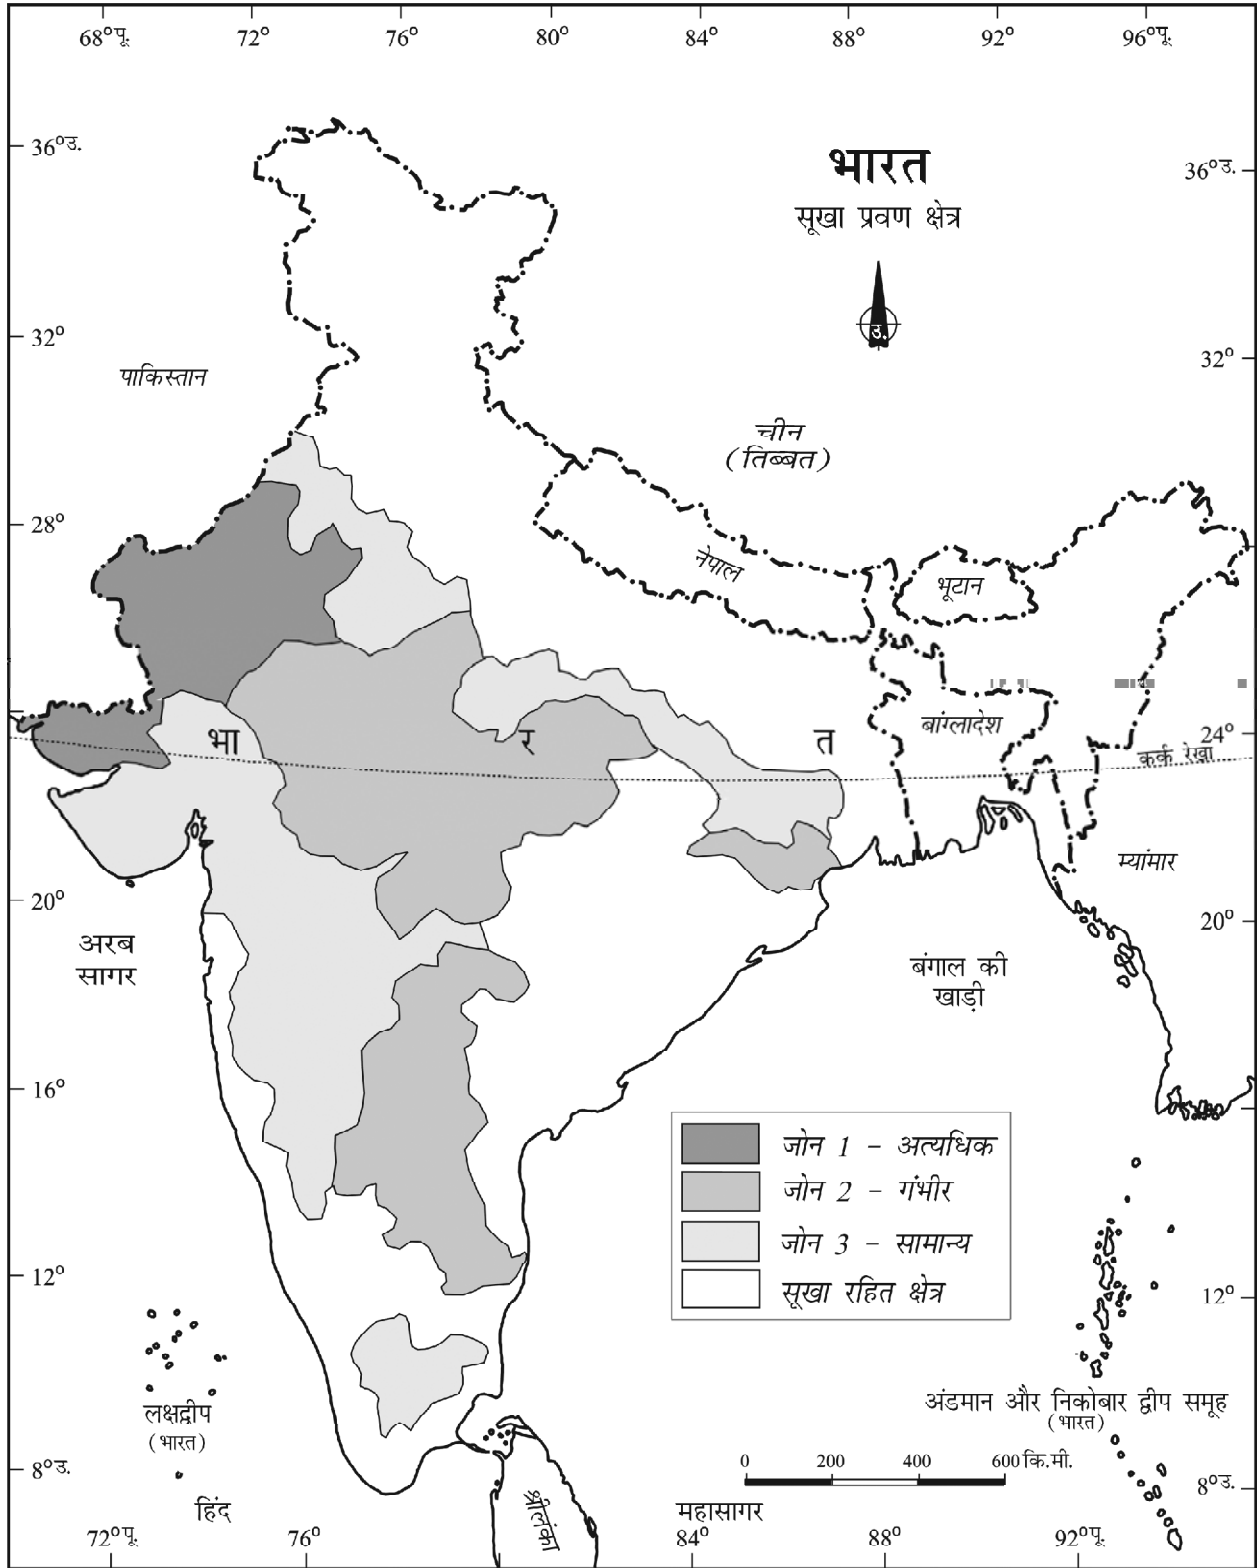 68°पू.
72°
76°
80°
84°
88°
92°
96°पू.
36°उ.
भारत
सूखा प्रवण क्षेत्र
36°उ.
उ.
32°
32°
पाकिस्तान
चीन
(तिब्बत)
28°
28°
नेपाल
भूटान
बांग्लादेश
भा
र
त
24°
कर्क रेखा
म्यांमार
20°
20°
अरब
सागर
बंगाल की
खाड़ी
16°
जोन 1 – अत्यधिक
जोन 2 – गंभीर
जोन 3 – सामान्य
सूखा रहित क्षेत्र
12°
12°
लक्षद्वीप
(भारत)
अंडमान और निकोबार द्वीप समूह
(भारत)
0 200 400 600 कि.मी.
8°उ.
8°उ.
हिंद
श्रीलंका
महासागर
72°पू.
76°
84°
88°
92°पू.